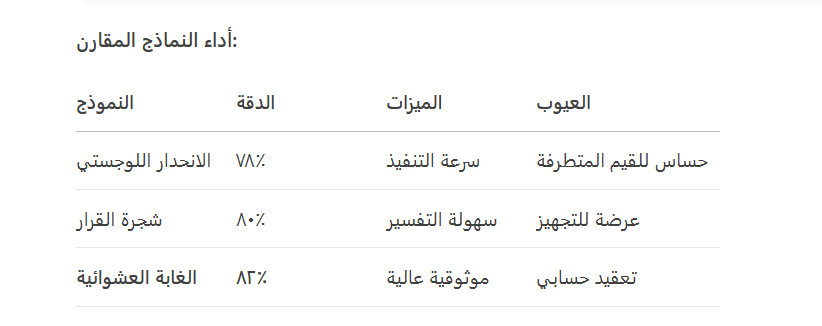 أداء النماذج المقارن:
النموذج الدقة الميزات العيوب
الانحدار اللوجستي ٧٨٪ سرعة التنفيذ حساس للقيم المتطرفة
شجرة القرار ٨٠٪ سهولة التفسير عرضة للتجهيز
الغابة العشوائية ٨٢٪ موثوقية عالية تعقيد حسابي